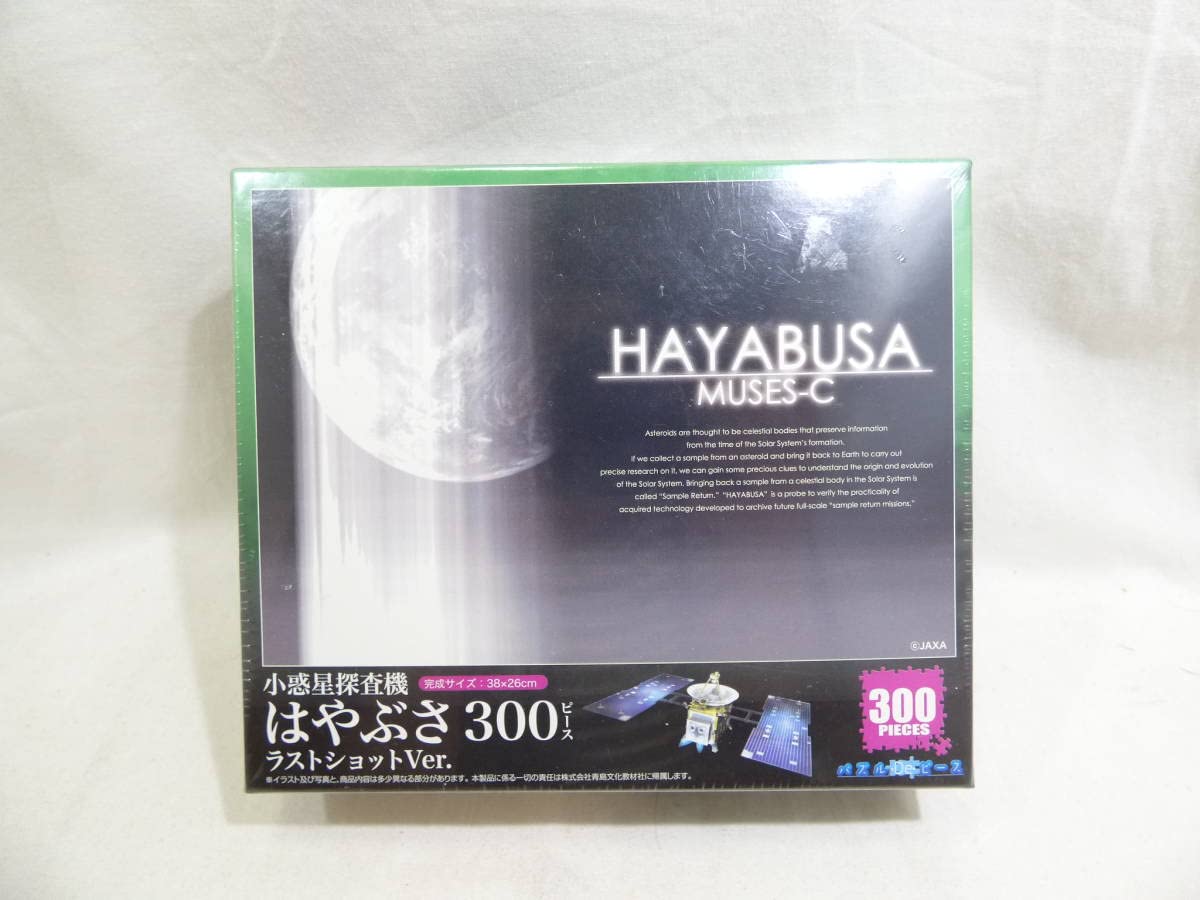 HAYABUSA
MUSES-C
Asteroids are thought to be celestial bodies that preserve information
from the time of the Solar System's formation.
if we collect a sample from an asteroid and bring it back to Earth to carry out
precise research on it, we can gain some precious clues to understand the origin and evolution
of the Solar System. Bringing back a sample from a celestial body in the Solar System is
called "Sample Return." "HAYABUSA" is a probe to verify the practicality of
acquired technology developed to archive future full-scale "sample return missions."
©JAXA
小惑星探査機 完成サイズ：38×26cm
はやぶさ 300ピース
ラストショットVer.
※イラスト及び写真と、商品内容は多少異なる部分があります。本製品に係る一切の責任は株式会社青島文化教材社に帰属します。
300
PIECES
パズルDeピース